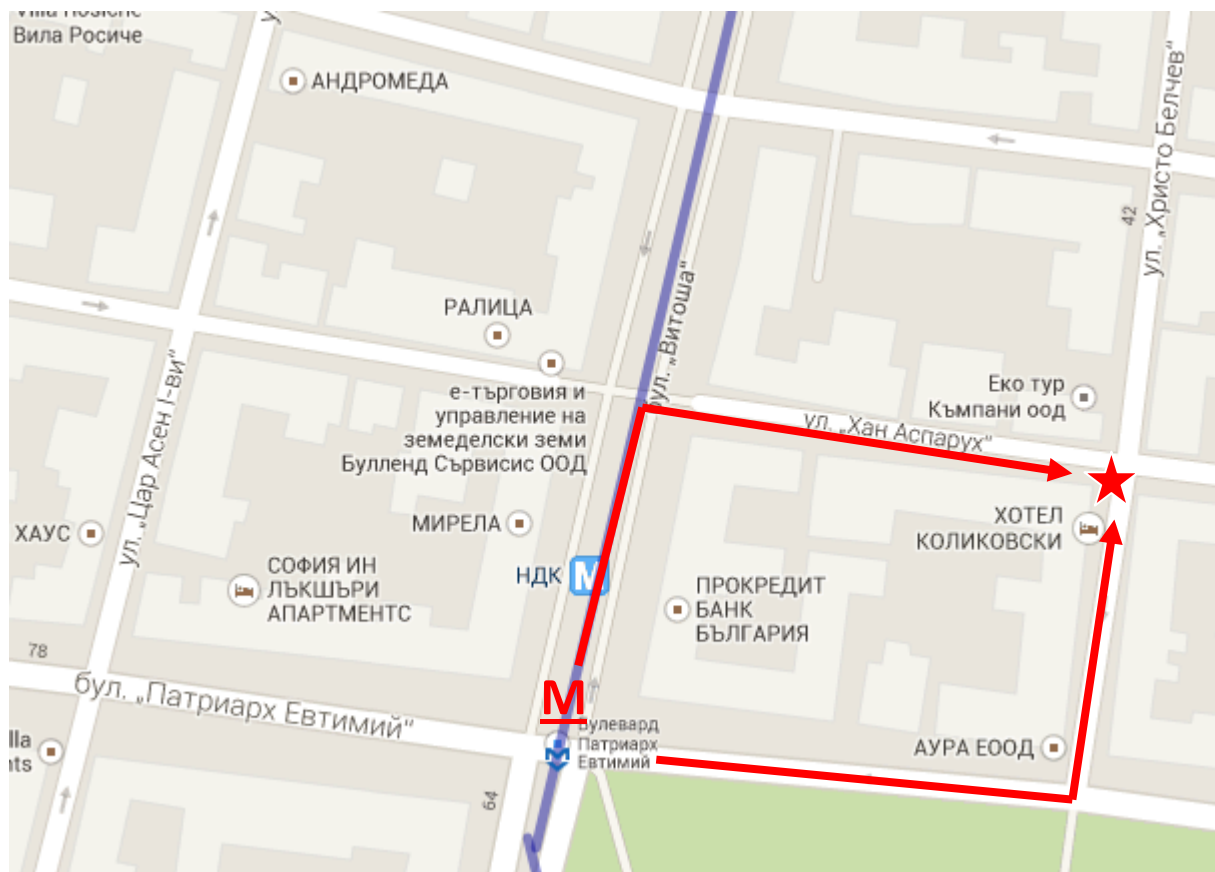 Вила Росиче
АНДРОМЕДА
ул. „Христо Белчев"
42
РАЛИЦА
бул. „Витоша"
е-търговия и
управление на
земеделски земи
Булленд Сървисис ООД
Еко тур
Къмпани оод
ул. „Хан Аспарух"
ул. „Цар Асен I-ви"
ХАУС
МИРЕЛА
ХОТЕЛ
КОЛИКОВСКИ
СОФИЯ ИН
ЛЪКШЪРИ
АПАРТМЕНТС
НДК
M
ПРОКРЕДИТ
БАНК
БЪЛГАРИЯ
78
бул. „Патриарх Евтимий"
М
Булевард
Патриарх
Евтимий
АУРА ЕООД
lla
nts
64